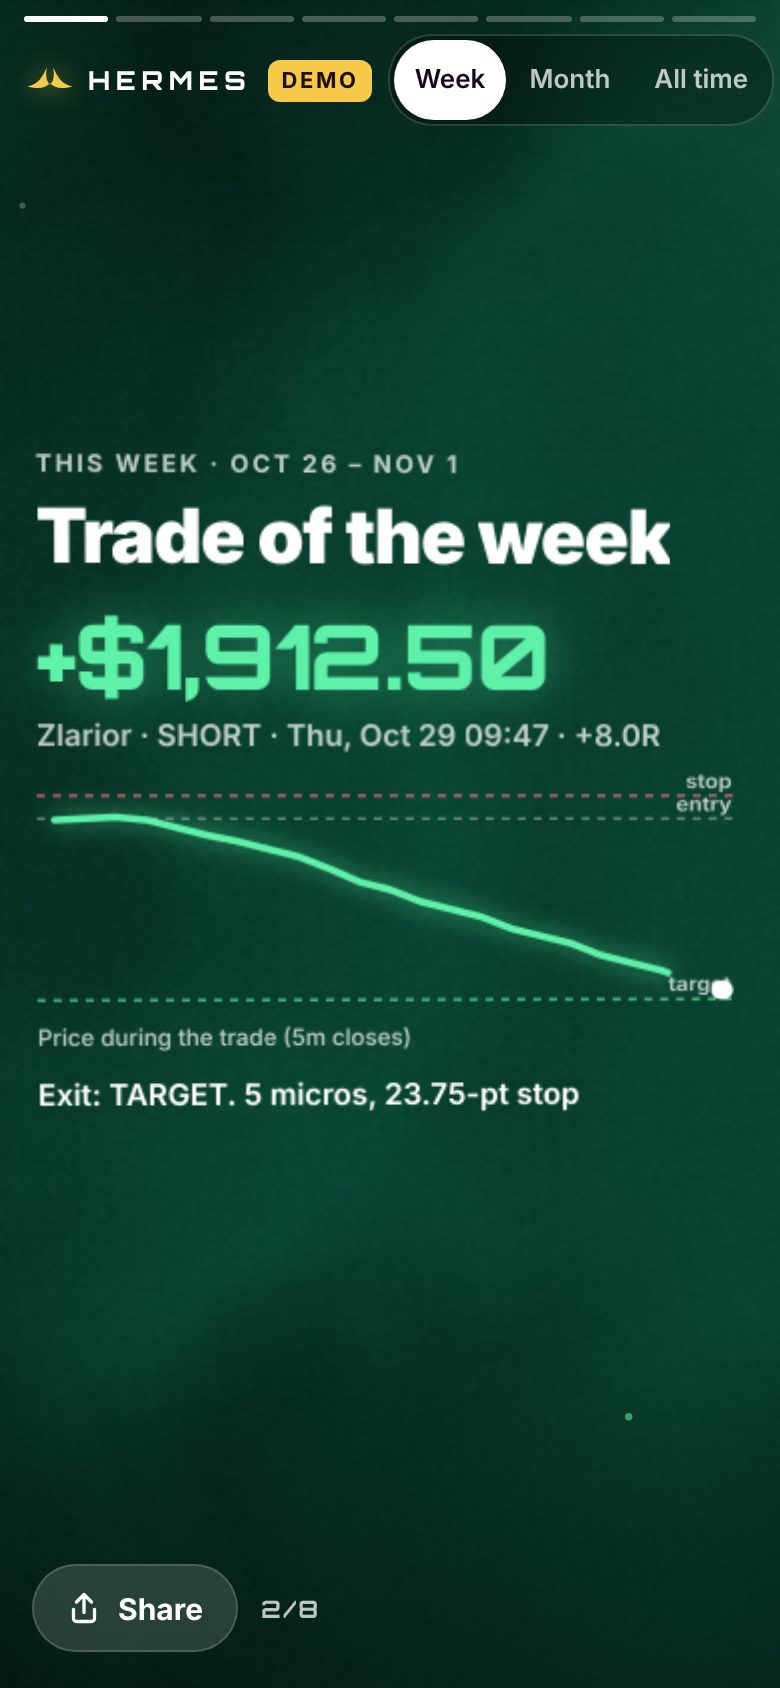 HERMES DEMO Week Month All time
THIS WEEK · OCT 26 – NOV 1
Trade of the week
+$1,912.50
Zlarior · SHORT · Thu, Oct 29 09:47 · +8.0R
stop
entry
target
Price during the trade (5m closes)
Exit: TARGET. 5 micros, 23.75-pt stop
Share 2/8